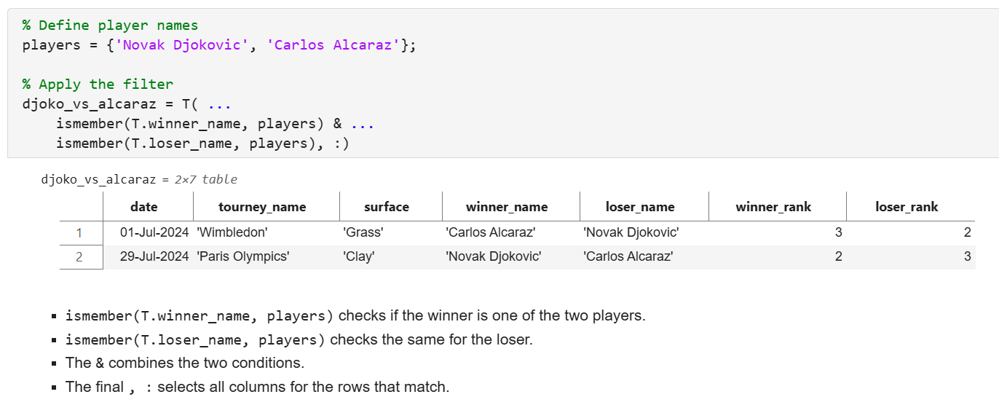 % Define player names
players = {'Novak Djokovic', 'Carlos Alcaraz'};
% Apply the filter
djoko_vs_alcaraz = T( ...
ismember(T.winner_name, players) & ...
ismember(T.loser_name, players), :)
djoko_vs_alcaraz = 2×7 table
date tourney_name surface winner_name loser_name winner_rank loser_rank
1 01-Jul-2024 'Wimbledon' 'Grass' 'Carlos Alcaraz' 'Novak Djokovic' 3 2
2 29-Jul-2024 'Paris Olympics' 'Clay' 'Novak Djokovic' 'Carlos Alcaraz' 2 3
▪ ismember(T.winner_name, players) checks if the winner is one of the two players.
▪ ismember(T.loser_name, players) checks the same for the loser.
▪ The & combines the two conditions.
▪ The final , : selects all columns for the rows that match.